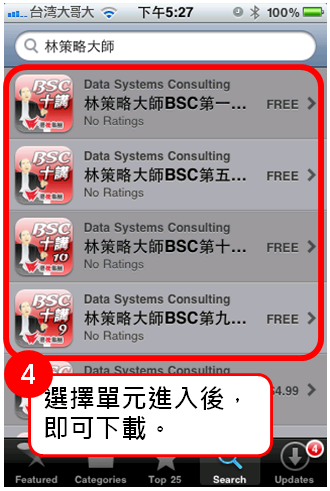 台湾大哥大 下午5:27 100%
林策略大師
Data Systems Consulting
BSC 林策略大師BSC第一... FREE
十講 No Ratings
Data Systems Consulting
BSC 林策略大師BSC第五... FREE
十講 No Ratings
Data Systems Consulting
BSC 林策略大師BSC第十... FREE
十講 No Ratings
10
Data Systems Consulting
BSC 林策略大師BSC第九... FREE
十講 No Ratings
9
Data Systems Consulting
4.99
4
選擇單元進入後，
即可下載。
4
Featured Categories Top 25 Search Updates